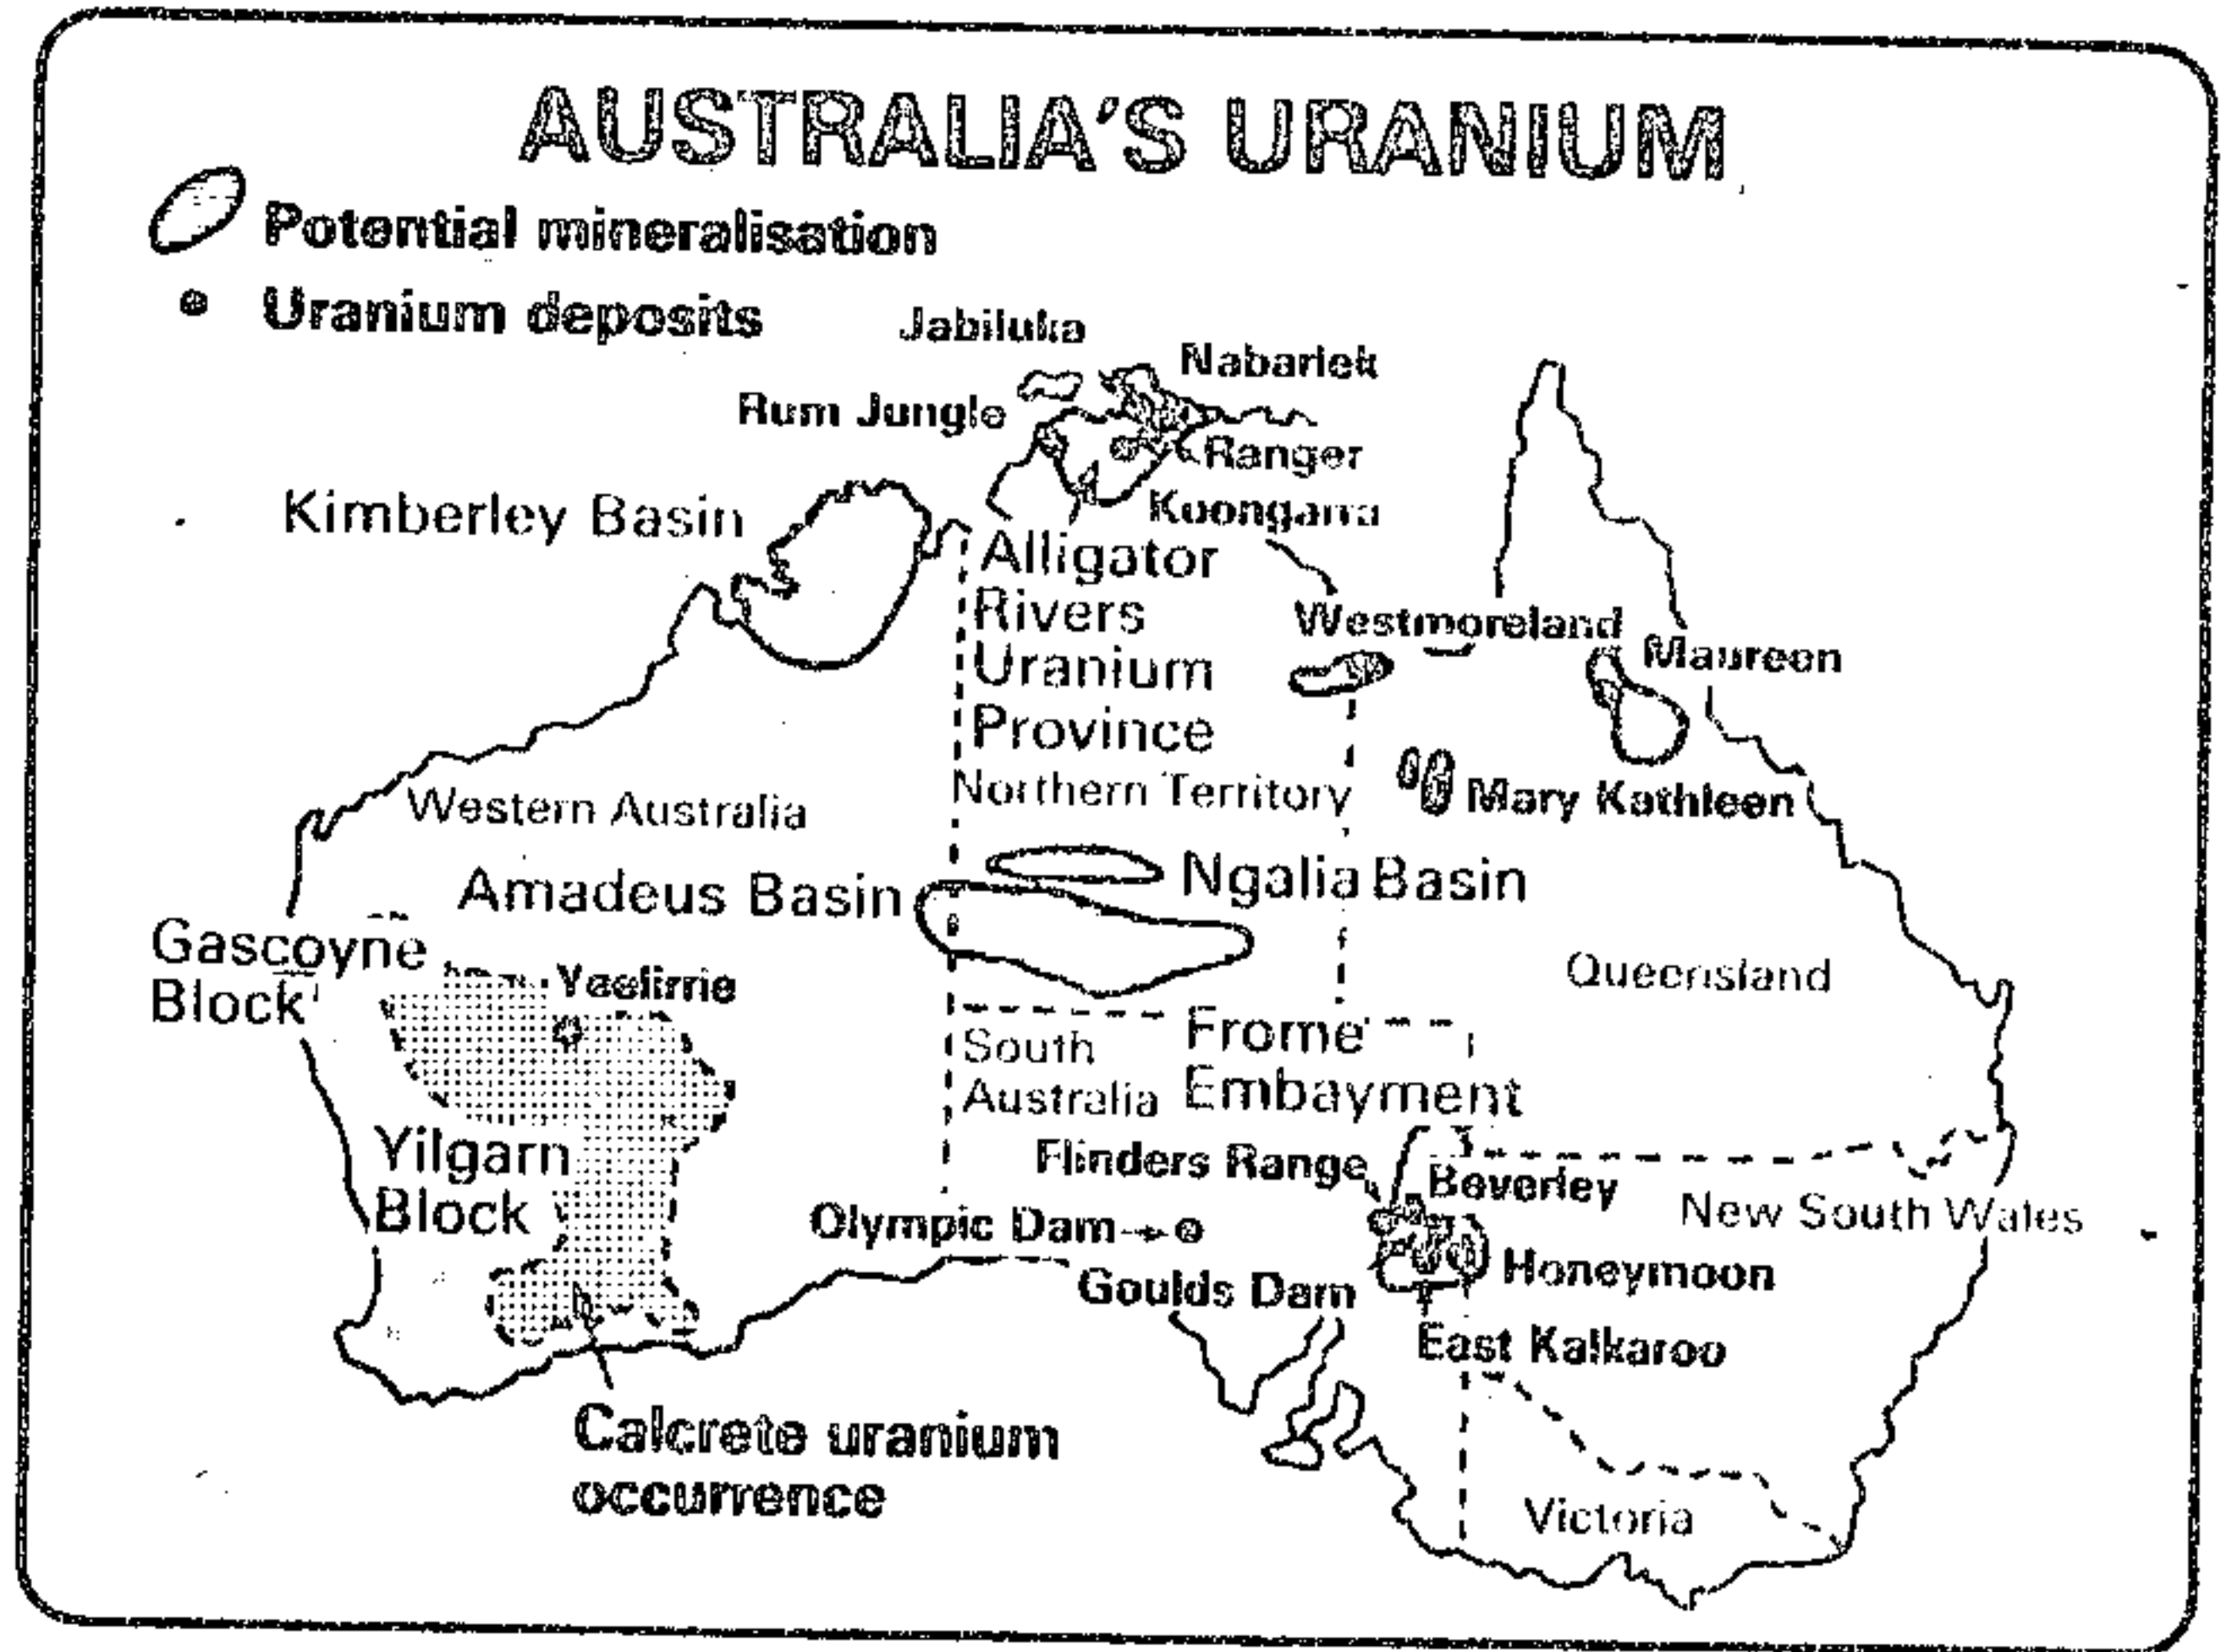 AUSTRALIA'S URANIUM
Potential mineralisation
Uranium deposits
Jabiluka
Nabarlek
Rum Jungle
Ranger
Kimberley Basin
Koongarra
Alligator
Rivers
Uranium
Province
Westmoreland
Maureen
Northern Territory
Mary Kathleen
Western Australia
Ngalia Basin
Amadeus Basin
Gascoyne
Block
Yeelirrie
Queensland
South
Australia
Frome
Embayment
Yilgarn
Block
Flinders Range
Beverley
New South Wales
Olympic Dam
Goulds Dam
Honeymoon
East Kalkaroo
Calcrete uranium
occurrence
Victoria